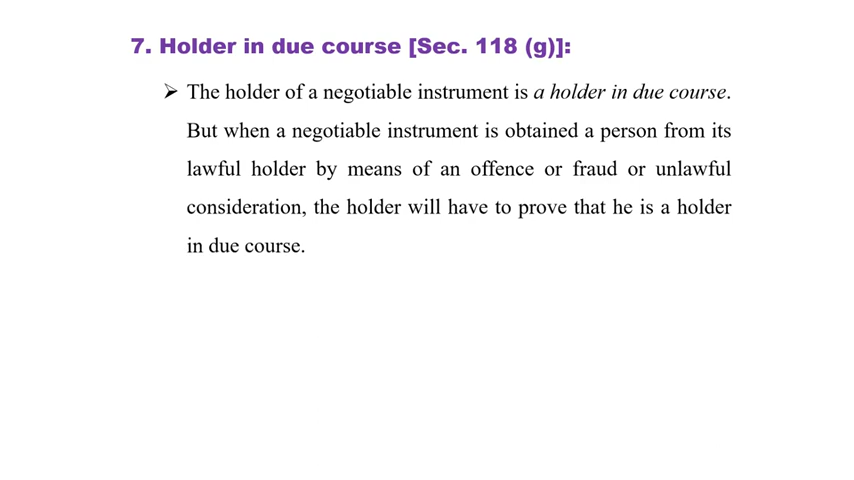 7. Holder in due course [Sec. 118 (g)]:
➢ The holder of a negotiable instrument is a holder in due course.
But when a negotiable instrument is obtained a person from its
lawful holder by means of an offence or fraud or unlawful
consideration, the holder will have to prove that he is a holder
in due course.